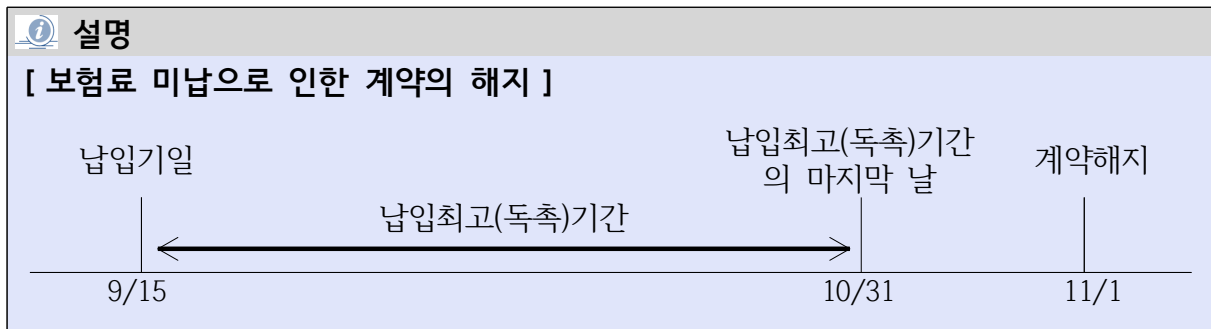 설명
[ 보험료 미납으로 인한 계약의 해지 ]
납입기일
납입최고(독촉)기간
의 마지막 날
계약해지
납입최고(독촉)기간
9/15
10/31
11/1